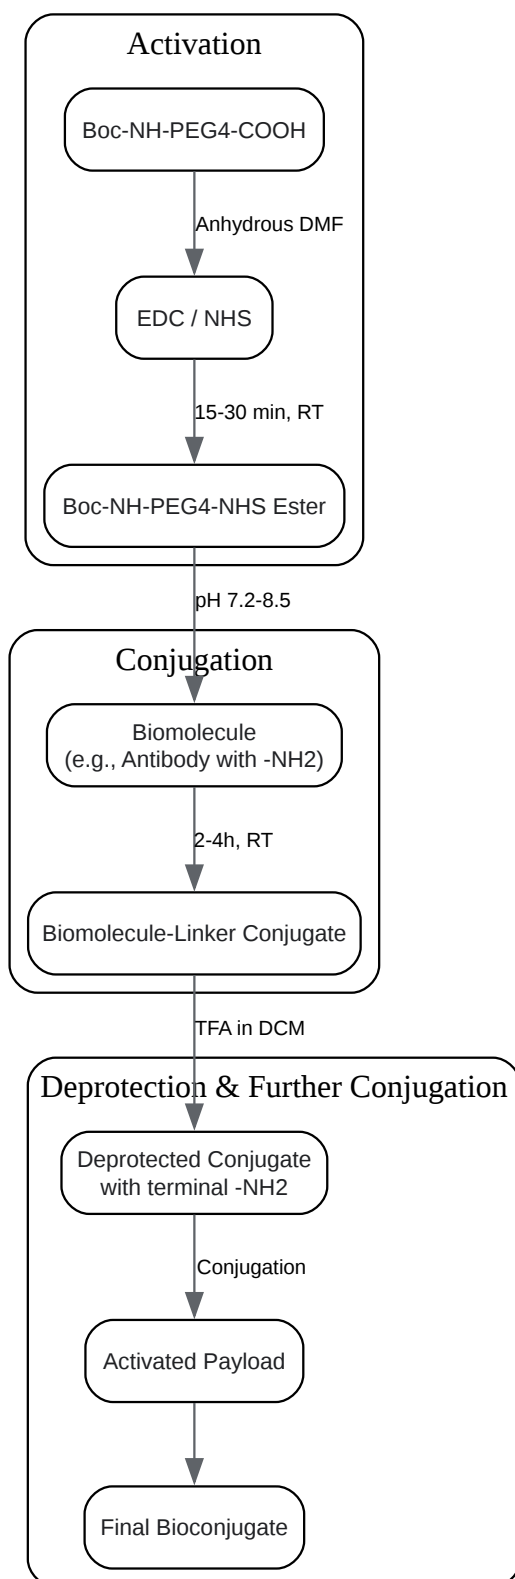 Activation
Boc-NH-PEG4-COOH
Anhydrous DMF
EDC / NHS
15-30 min, RT
Boc-NH-PEG4-NHS Ester
pH 7.2-8.5
Conjugation
Biomolecule
(e.g., Antibody with -NH2)
2-4h, RT
Biomolecule-Linker Conjugate
TFA in DCM
Deprotection & Further Conjugation
Deprotected Conjugate
with terminal -NH2
Conjugation
Activated Payload
Final Bioconjugate